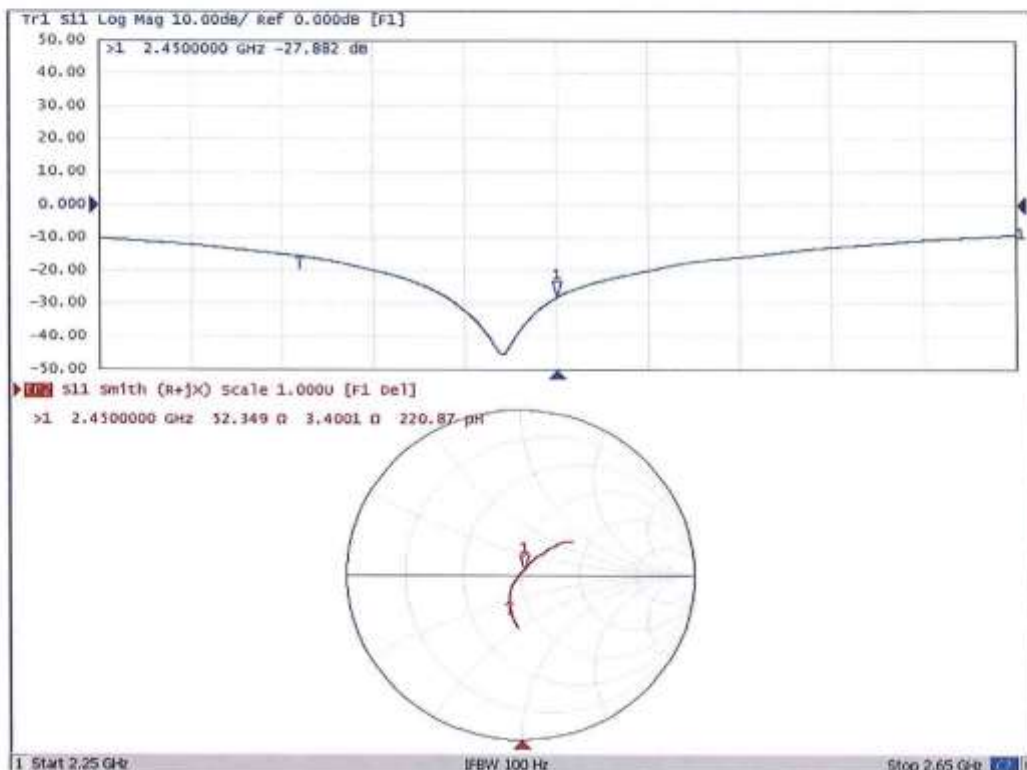 Tr1 S11 Log Mag 10.00dB/ Ref 0.000dB [F1]
50.00
>1 2.4500000 GHz -27.882 dB
40.00
30.00
20.00
10.00
0.000
-10.00
-20.00
-30.00
-40.00
-50.00
1
1
S11 Smith (R+jX) Scale 1.000U [F1 Del]
>1 2.4500000 GHz 52.349 Ω 3.4001 Ω 220.87 pH
1
1 Start 2.25 GHz
IFBW 100 Hz
Stop 2.65 GHz